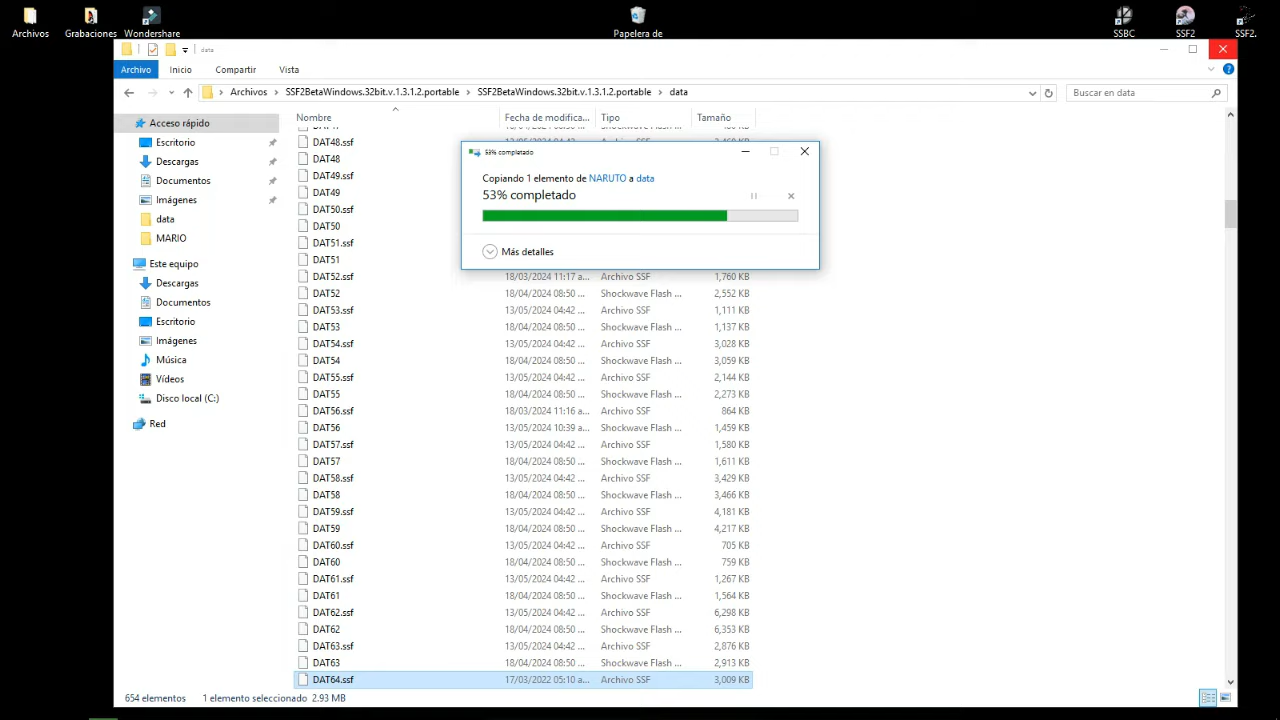 Archivos
Grabaciones
Wondershare
Papelera de
SSBC
SSF2
SSF2.
data
Archivo Inicio Compartir Vista
Archivos > SSF2BetaWindows.32bit.v.1.3.1.2.portable > SSF2BetaWindows.32bit.v.1.3.1.2.portable > data
Buscar en data
Nombre Fecha de modifica... Tipo Tamaño
Acceso rápido
Escritorio
Descargas
Documentos
Imágenes
data
MARIO
Este equipo
Descargas
Documentos
Escritorio
Imágenes
Música
Vídeos
Disco local (C:)
Red
DAT48.ssf
DAT48
DAT49.ssf
DAT49
DAT50.ssf
DAT50
DAT51.ssf
DAT51
DAT52.ssf 18/03/2024 11:17 a... Archivo SSF 1,760 KB
DAT52 18/04/2024 08:50 ... Shockwave Flash ... 2,552 KB
DAT53.ssf 13/05/2024 04:42 ... Archivo SSF 1,111 KB
DAT53 18/04/2024 08:50 ... Shockwave Flash ... 1,137 KB
DAT54.ssf 13/05/2024 04:42 ... Archivo SSF 3,028 KB
DAT54 18/04/2024 08:50 ... Shockwave Flash ... 3,059 KB
DAT55.ssf 13/05/2024 04:42 ... Archivo SSF 2,144 KB
DAT55 18/04/2024 08:50 ... Shockwave Flash ... 2,273 KB
DAT56.ssf 18/03/2024 11:16 a... Archivo SSF 864 KB
DAT56 13/05/2024 10:39 a... Shockwave Flash ... 1,459 KB
DAT57.ssf 13/05/2024 04:42 ... Archivo SSF 1,580 KB
DAT57 18/04/2024 08:50 ... Shockwave Flash ... 1,611 KB
DAT58.ssf 13/05/2024 04:42 ... Archivo SSF 3,429 KB
DAT58 18/04/2024 08:50 ... Shockwave Flash ... 3,466 KB
DAT59.ssf 13/05/2024 04:42 ... Archivo SSF 4,181 KB
DAT59 18/04/2024 08:50 ... Shockwave Flash ... 4,217 KB
DAT60.ssf 13/05/2024 04:42 ... Archivo SSF 705 KB
DAT60 18/04/2024 08:50 ... Shockwave Flash ... 759 KB
DAT61.ssf 13/05/2024 04:42 ... Archivo SSF 1,267 KB
DAT61 18/04/2024 08:50 ... Shockwave Flash ... 1,564 KB
DAT62.ssf 13/05/2024 04:42 ... Archivo SSF 6,298 KB
DAT62 18/04/2024 08:50 ... Shockwave Flash ... 6,353 KB
DAT63.ssf 13/05/2024 04:42 ... Archivo SSF 2,876 KB
DAT63 18/04/2024 08:50 ... Shockwave Flash ... 2,913 KB
DAT64.ssf 17/03/2022 05:10 a... Archivo SSF 3,009 KB
53% completado
Copiando 1 elemento de NARUTO a data
53% completado
Más detalles
654 elementos 1 elemento seleccionado 2.93 MB